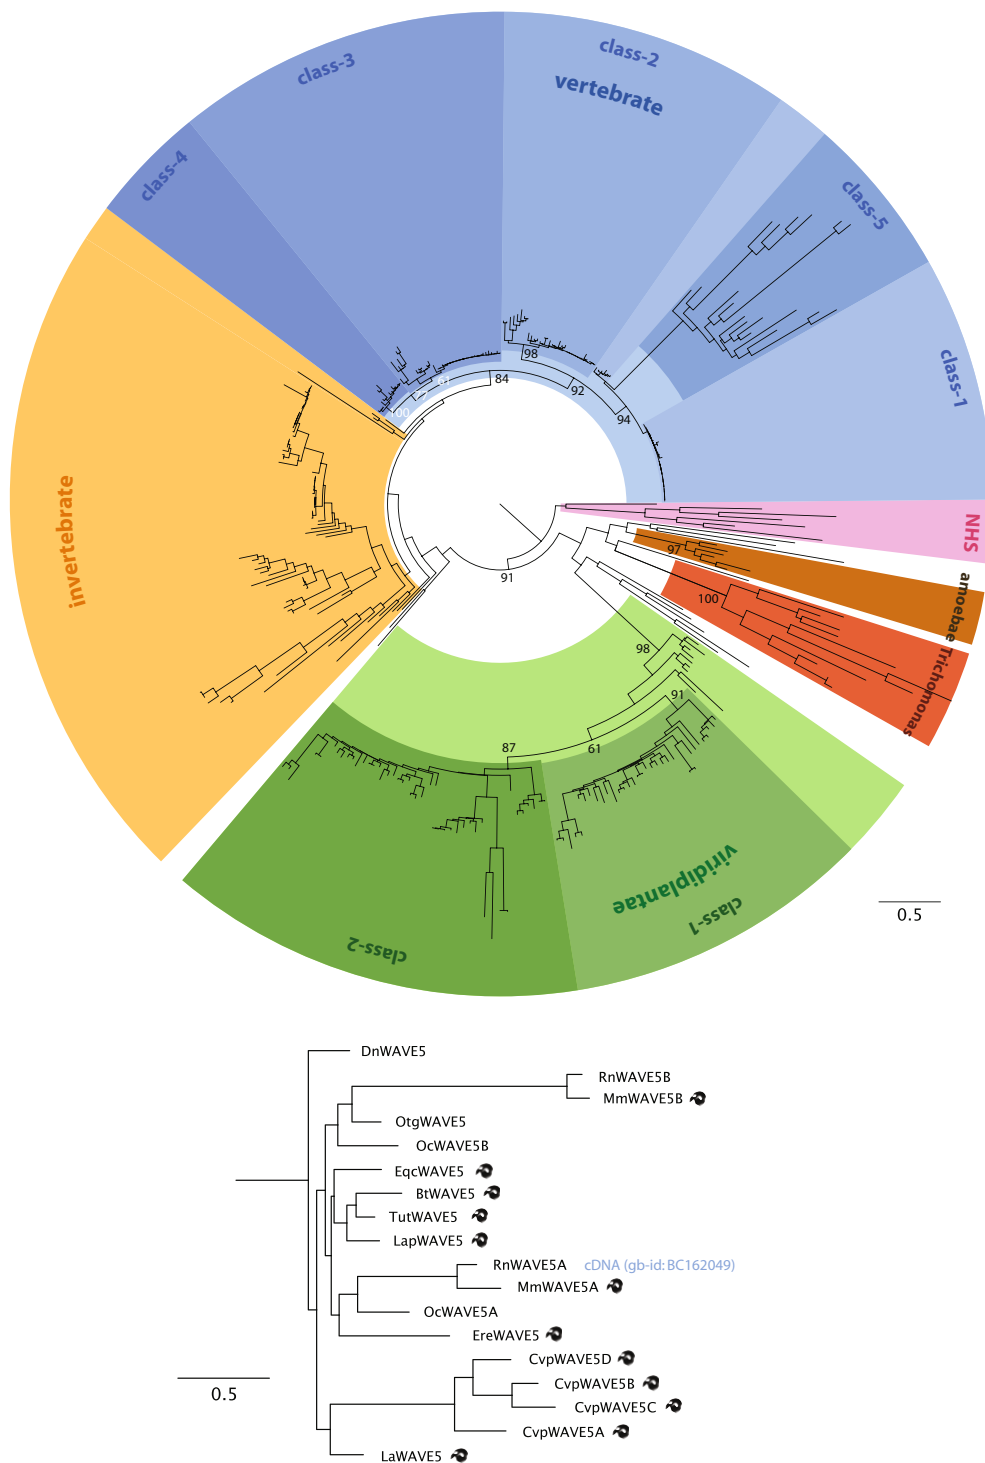 class-3
class-2
vertebrate
class-4
class-5
class-1
98
61
84
77
92
100
94
invertebrate
NHS
97
91
amoebae
100
Trichomonas
98
91
87
61
viridiplantae
class-1
class-2
0.5
DnWAVE5
RnWAVE5B
MmWAVE5B
OtgWAVE5
OcWAVE5B
EqcWAVE5
BtWAVE5
TutWAVE5
LapWAVE5
RnWAVE5A cDNA (gb-id: BC162049)
MmWAVE5A
OcWAVE5A
EreWAVE5
CvpWAVE5D
0.5
CvpWAVE5B
CvpWAVE5C
CvpWAVE5A
LaWAVE5